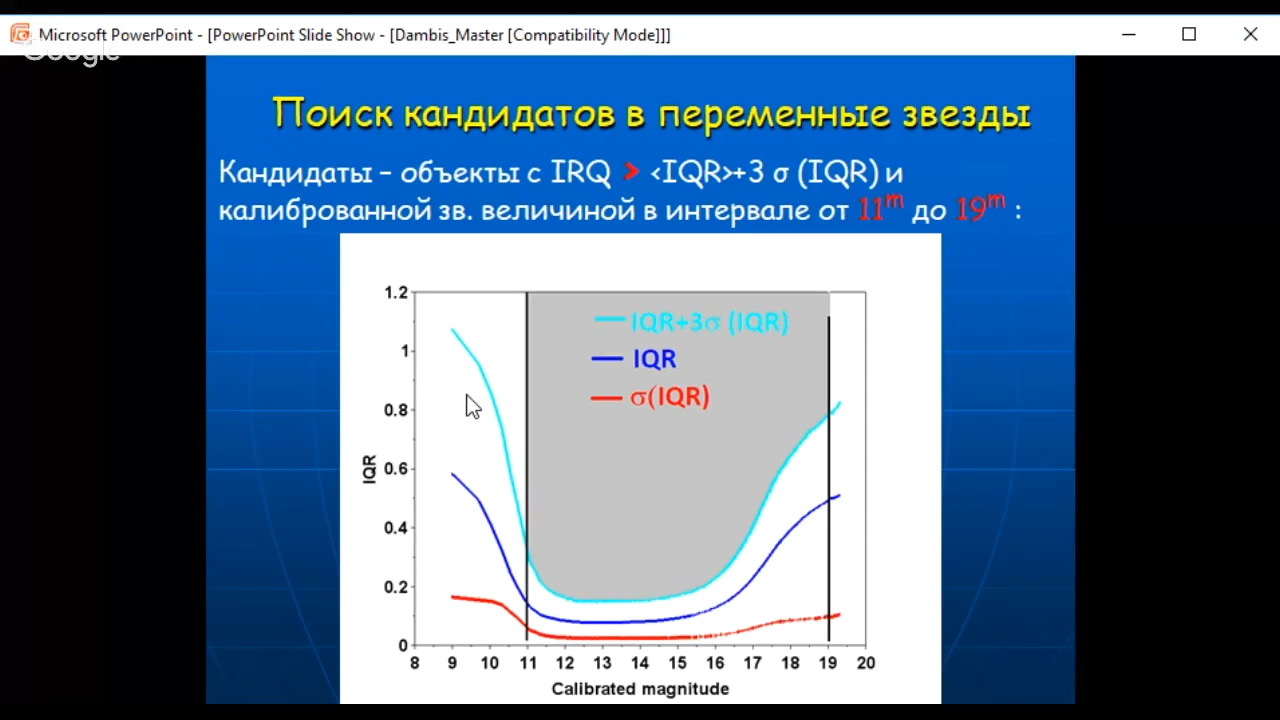 Microsoft PowerPoint - [PowerPoint Slide Show - [Dambis_Master [Compatibility Mode]]]
Google
Поиск кандидатов в переменные звезды
Кандидаты – объекты с IRQ > <IQR>+3 σ (IQR) и
калиброванной зв. величиной в интервале от 11m до 19m :
IQR+3σ (IQR)
IQR
σ(IQR)
1.2
1
0.8
0.6
0.4
0.2
0
IQR
8 9 10 11 12 13 14 15 16 17 18 19 20
Calibrated magnitude